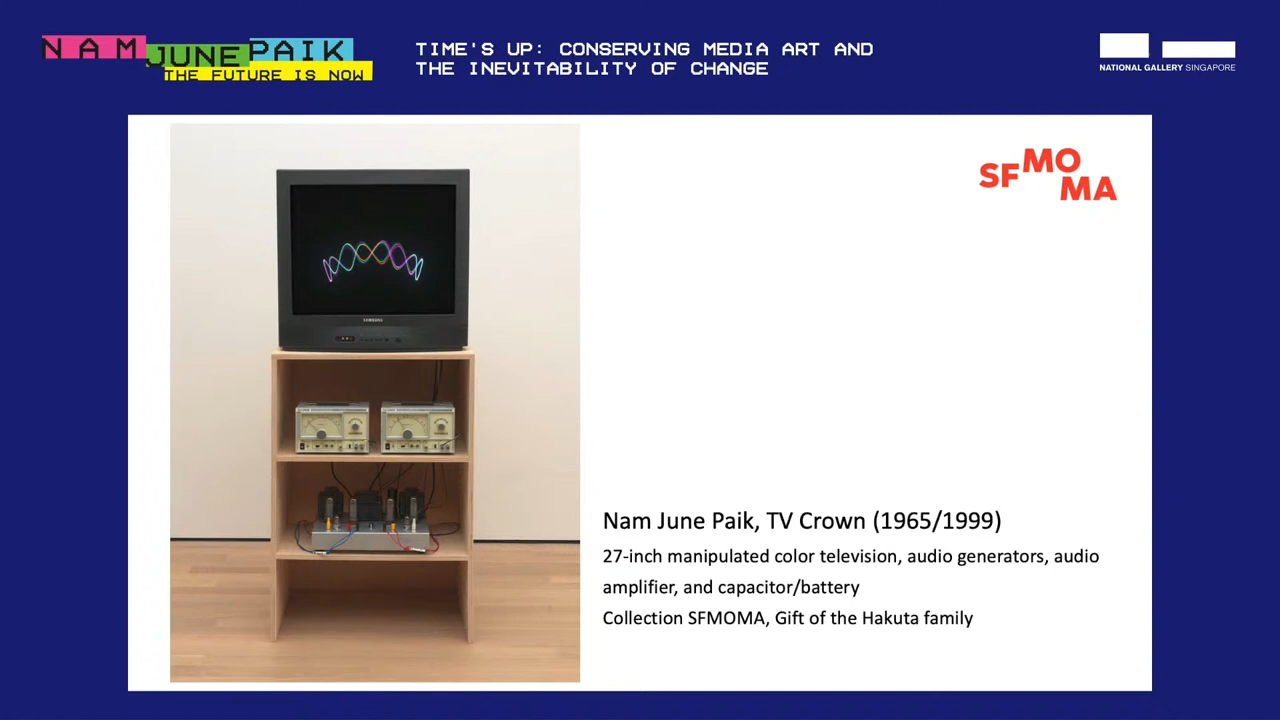 NAM JUNE PAIK
THE FUTURE IS NOW
TIME'S UP: CONSERVING MEDIA ART AND
THE INEVITABILITY OF CHANGE
NATIONAL GALLERY SINGAPORE
SFMOMA
SAMSUNG
Nam June Paik, TV Crown (1965/1999)
27-inch manipulated color television, audio generators, audio
amplifier, and capacitor/battery
Collection SFMOMA, Gift of the Hakuta family